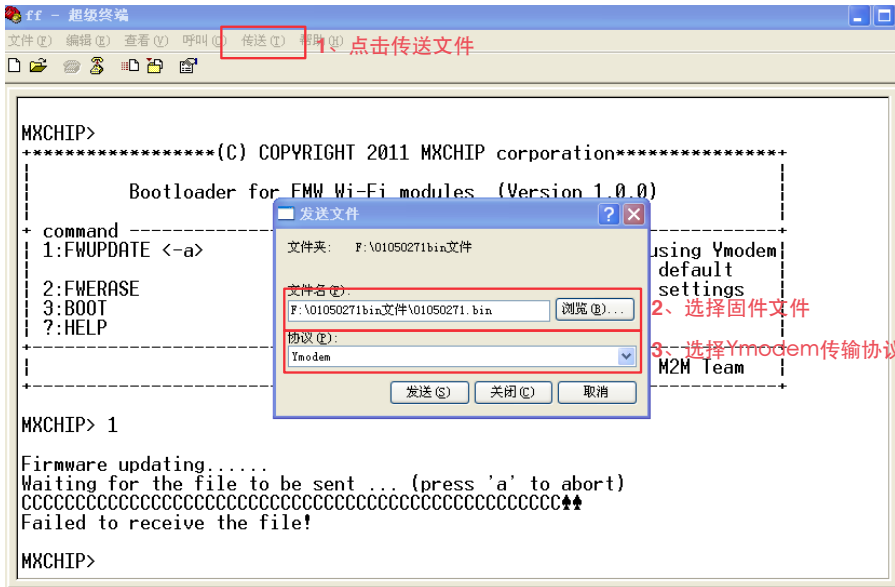 ff - 超级终端
文件(F) 编辑(E) 查看(V) 呼叫(C) 传送(T) 帮助(H)
1、点击传送文件
MXCHIP>
+******************(C) COPYRIGHT 2011 MXCHIP corporation***************+
Bootloader for EMW Wi-Fi modules (Version 1.0.0)
+ command
1:FWUPDATE <-a> using Ymodem
default
2:FWERASE settings
3:BOOT
?:HELP
M2M Team
发送文件
文件夹: F:\01050271bin文件
文件名(F):
F:\01050271bin文件\01050271.bin 浏览(B)...
2、选择固件文件
协议(P):
Ymodem
3、选择Ymodem传输协议
发送(S) 关闭(C) 取消
MXCHIP> 1
Firmware updating......
Waiting for the file to be sent ... (press 'a' to abort)
CCCCCCCCCCCCCCCCCCCCCCCCCCCCCCCCCCCCCCCCCCCCCCCCCC♠♠
Failed to receive the file!
MXCHIP>